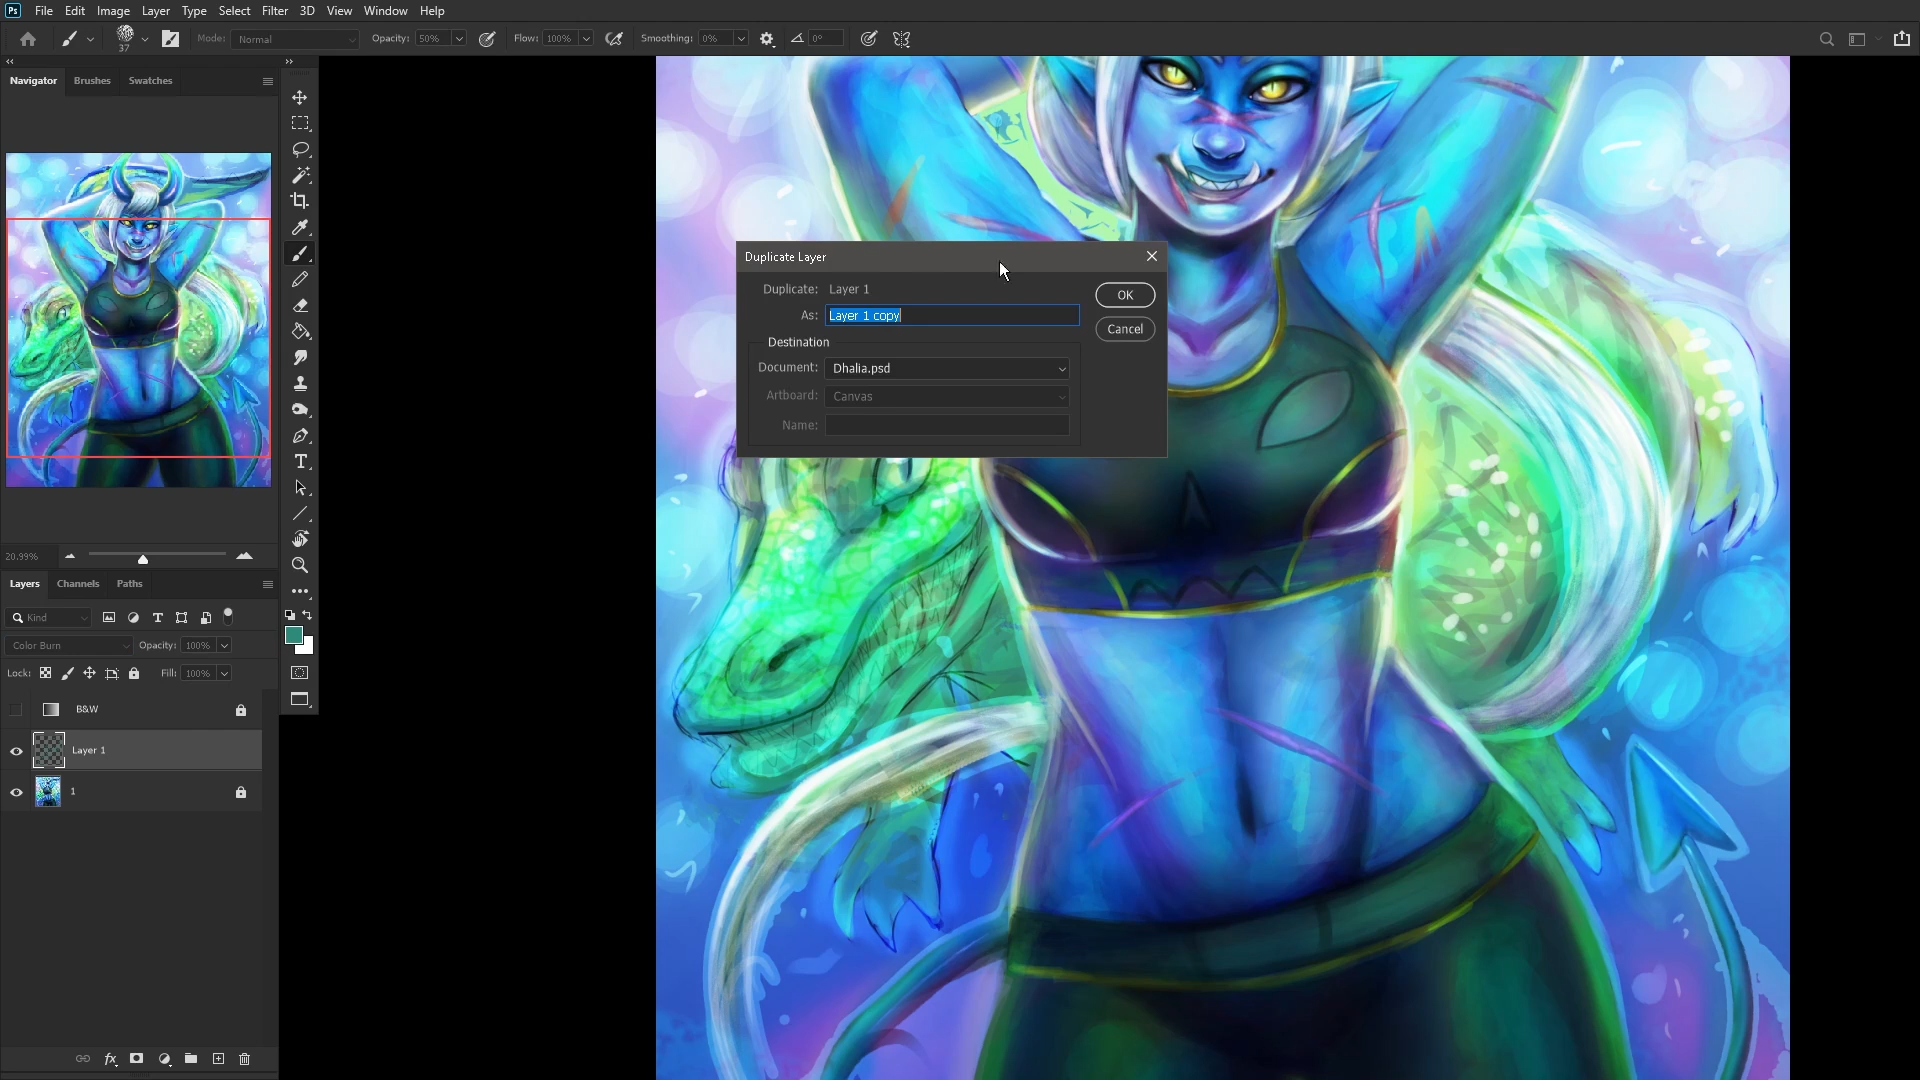 Ps File Edit Image Layer Type Select Filter 3D View Window Help
37 Mode: Normal Opacity: 50% Flow: 100% Smoothing: 0% 0°
Navigator Brushes Swatches
20.99%
Layers Channels Paths
Kind
Color Burn Opacity: 100%
Lock: Fill: 100%
B&W
Layer 1
1
fx
T
Duplicate Layer
Duplicate: Layer 1
As: Layer 1 copy
OK
Cancel
Destination
Document: Dhalia.psd
Artboard: Canvas
Name: